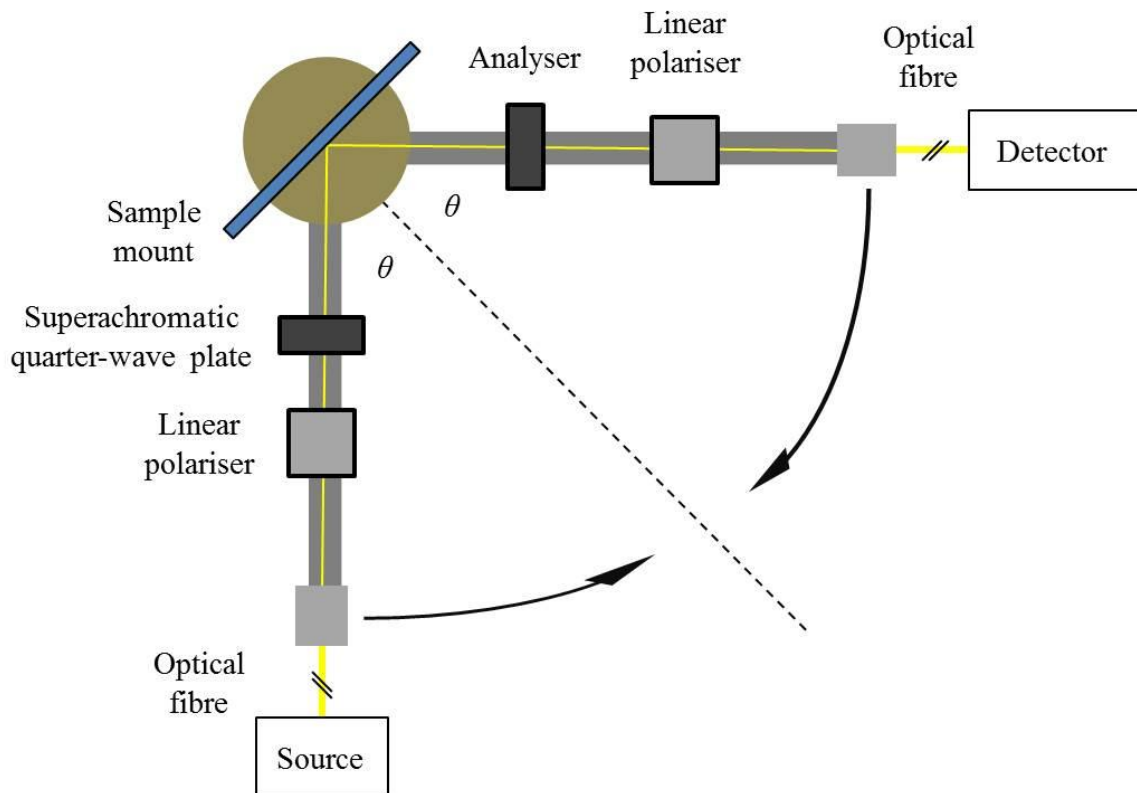 Linear
polariser
Optical
fibre
Analyser
Detector
θ
Sample
mount
θ
Superachromatic
quarter-wave plate
Linear
polariser
Optical
fibre
Source